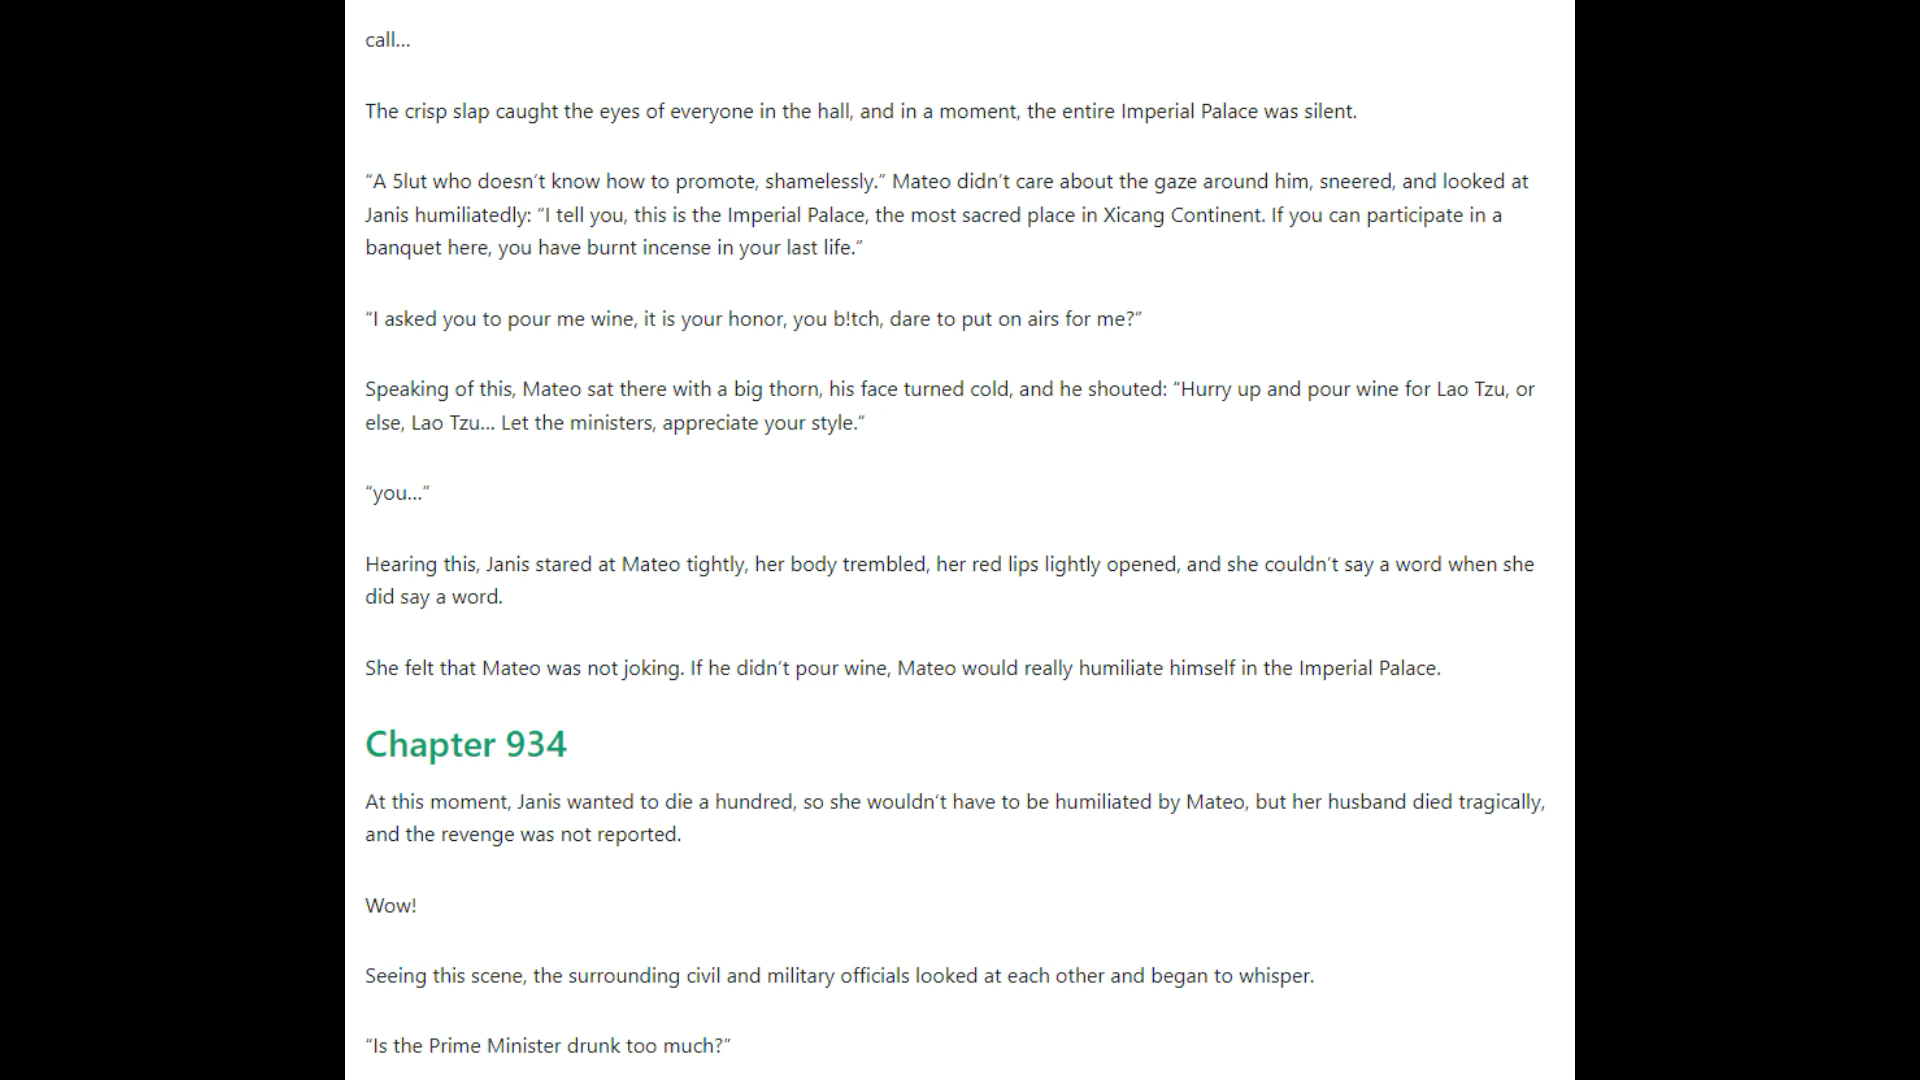 call...
The crisp slap caught the eyes of everyone in the hall, and in a moment, the entire Imperial Palace was silent.
“A 5lut who doesn’t know how to promote, shamelessly.” Mateo didn’t care about the gaze around him, sneered, and looked at
Janis humiliatedly: “I tell you, this is the Imperial Palace, the most sacred place in Xicang Continent. If you can participate in a
banquet here, you have burnt incense in your last life.”
“I asked you to pour me wine, it is your honor, you b!tch, dare to put on airs for me?”
Speaking of this, Mateo sat there with a big thorn, his face turned cold, and he shouted: “Hurry up and pour wine for Lao Tzu, or
else, Lao Tzu... Let the ministers, appreciate your style.”
“you...”
Hearing this, Janis stared at Mateo tightly, her body trembled, her red lips lightly opened, and she couldn’t say a word when she
did say a word.
She felt that Mateo was not joking. If he didn’t pour wine, Mateo would really humiliate himself in the Imperial Palace.
Chapter 934
At this moment, Janis wanted to die a hundred, so she wouldn’t have to be humiliated by Mateo, but her husband died tragically,
and the revenge was not reported.
Wow!
Seeing this scene, the surrounding civil and military officials looked at each other and began to whisper.
“Is the Prime Minister drunk too much?”